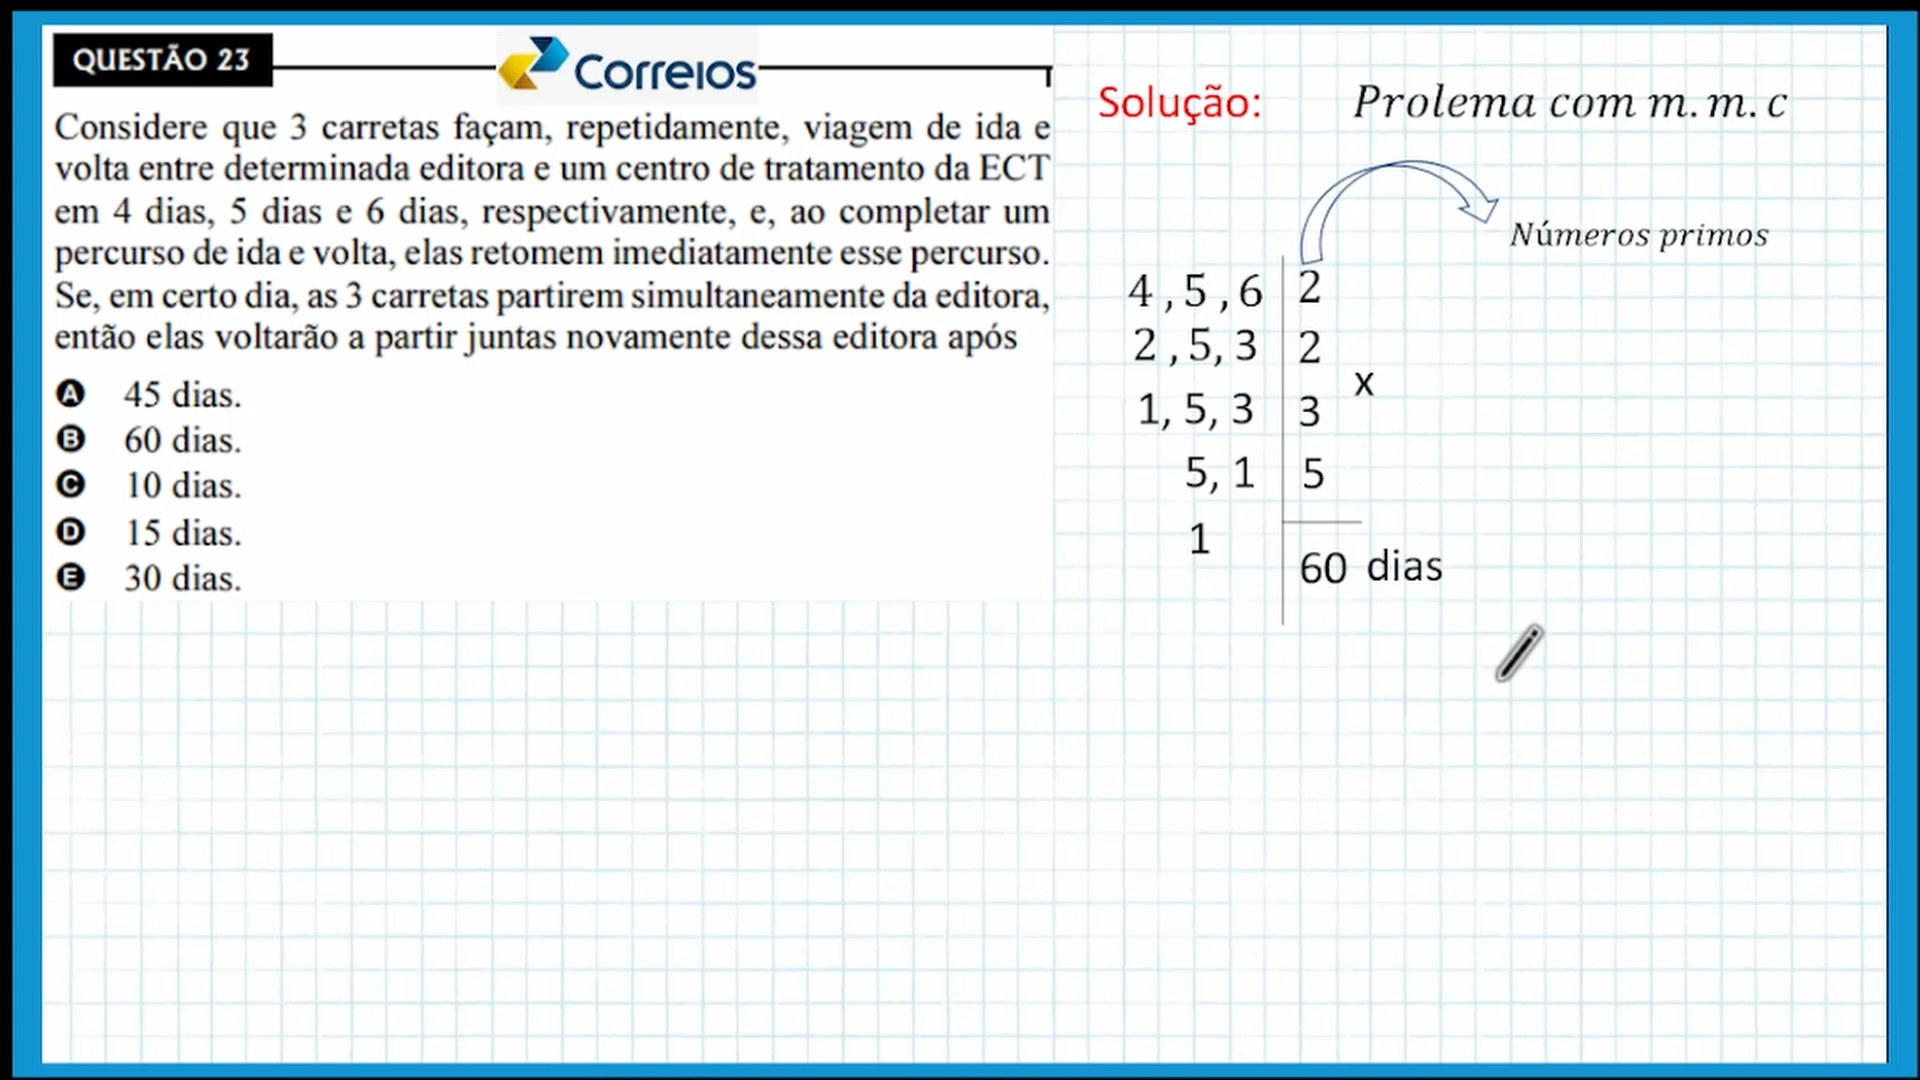 QUESTÃO 23
Correios
Considere que 3 carretas façam, repetidamente, viagem de ida e
volta entre determinada editora e um centro de tratamento da ECT
em 4 dias, 5 dias e 6 dias, respectivamente, e, ao completar um
percurso de ida e volta, elas retomem imediatamente esse percurso.
Se, em certo dia, as 3 carretas partirem simultaneamente da editora,
então elas voltarão a partir juntas novamente dessa editora após
A 45 dias.
B 60 dias.
C 10 dias.
D 15 dias.
E 30 dias.
Solução: Prolema com m.m.c
Números primos
4 , 5 , 6 2
2 , 5, 3 2
x
1, 5, 3 3
5, 1 5
1
60 dias